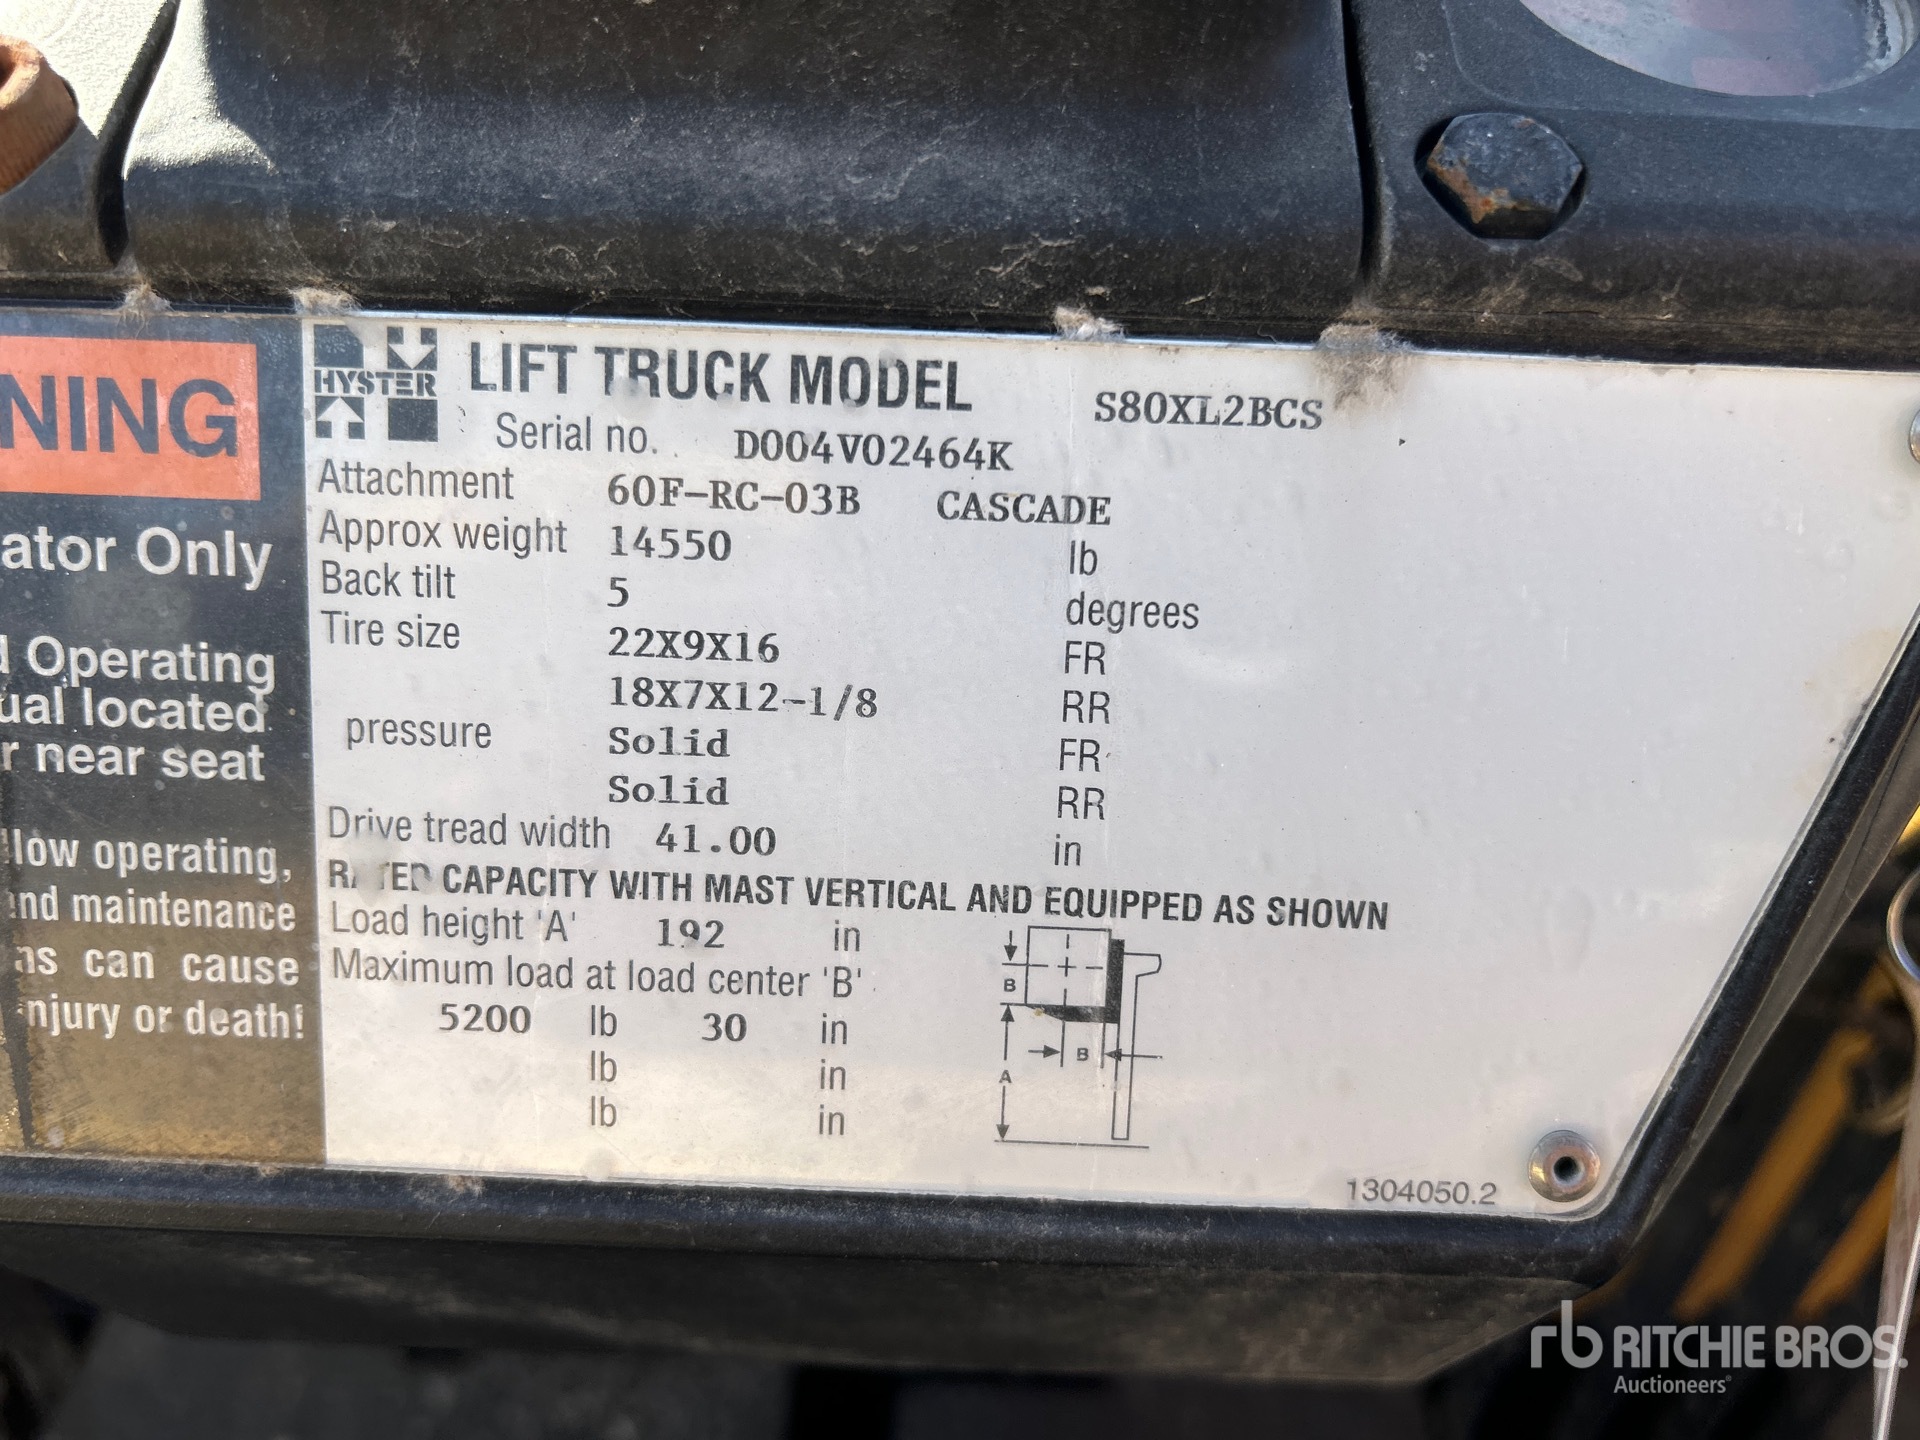 NING
ator Only
d Operating
ual located
r near seat
llow operating,
and maintenance
ns can cause
injury or death!
HYSTER
LIFT TRUCK MODEL S80XL2BCS
Serial no. D004V02464K
Attachment 60F-RC-03B CASCADE
Approx weight 14550 lb
Back tilt 5 degrees
Tire size 22X9X16 FR
18X7X12-1/8 RR
pressure Solid FR
Solid RR
Drive tread width 41.00 in
RATED CAPACITY WITH MAST VERTICAL AND EQUIPPED AS SHOWN
Load height 'A' 192 in
Maximum load at load center 'B'
5200 lb 30 in
lb in
lb in
B
B
A
1304050.2
rb RITCHIE BROS.
Auctioneers®